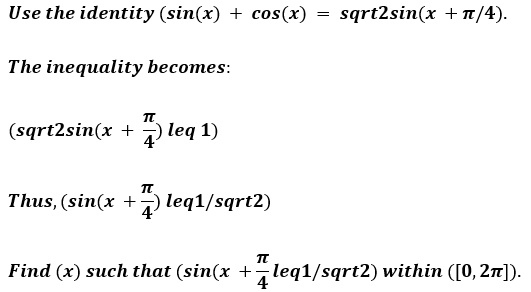 Use the identity (sin(x) + cos(x) = sqrt2sin(x + π/4).
The inequality becomes:
(sqrt2sin(x + π/4) leq 1)
Thus, (sin(x + π/4) leq1/sqrt2)
Find (x) such that (sin(x + π/4 leq1/sqrt2) within ([0, 2π]).